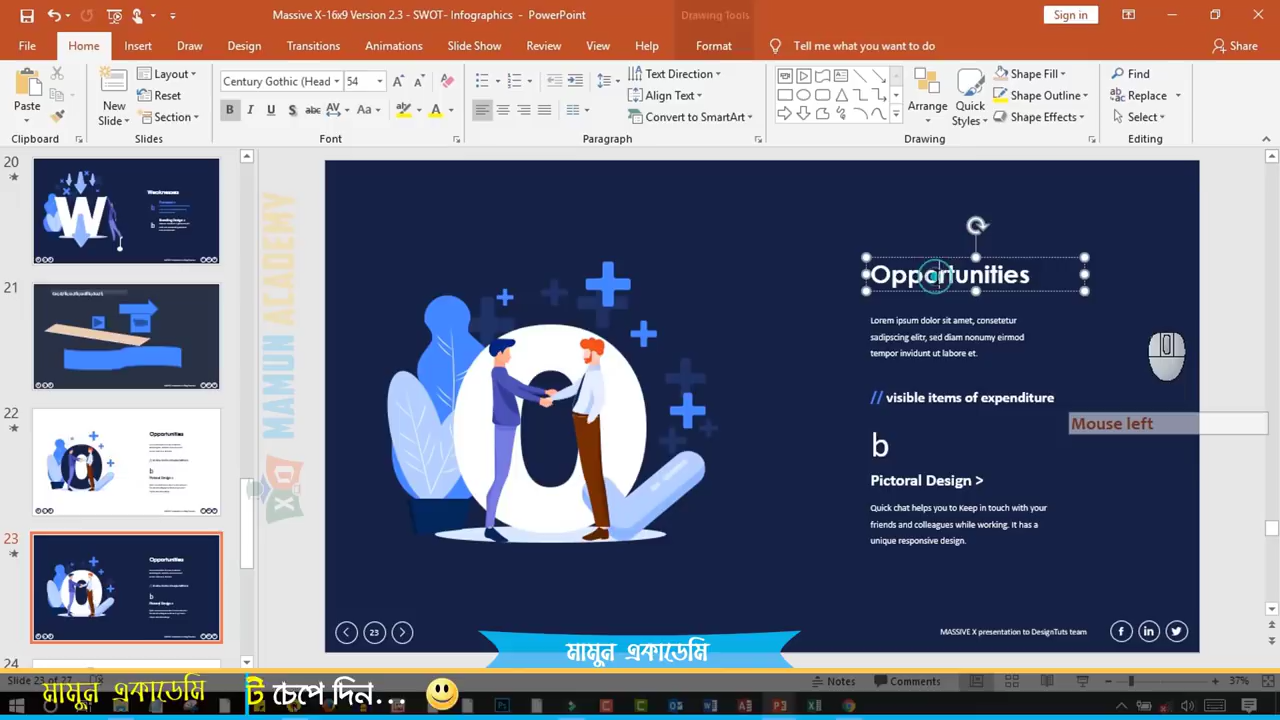 Massive X-16x9 Version 2.3 - SWOT- Infographics - PowerPoint
Drawing Tools
Sign in
File Home Insert Draw Design Transitions Animations Slide Show Review View Help Format Tell me what you want to do Share
Paste
Clipboard
New Slide
Layout
Reset
Section
Slides
Century Gothic (Head 54
B I U S abc AV Aa A
Font
Text Direction
Align Text
Convert to SmartArt
Paragraph
Arrange
Quick Styles
Shape Fill
Shape Outline
Shape Effects
Drawing
Find
Replace
Select
Editing
20
Weaknesses
W
21
22
Opportunities
23
Opportunities
24
MAMUN ACADEMY
Opportunities
Lorem ipsum dolor sit amet, consetetur
sadipscing elitr, sed diam nonumy eirmod
tempor invidunt ut labore et.
// visible items of expenditure
b
Pictoral Design >
Quick chat helps you to Keep in touch with your
friends and colleagues while working. It has a
unique responsive design.
Mouse left
23
MASSIVE X presentation to DesignTuts team
মামুন একাডেমি
Slide 23 of 27
Notes
Comments
37%
মামুন একাডেমি
ট চেপে দিন..